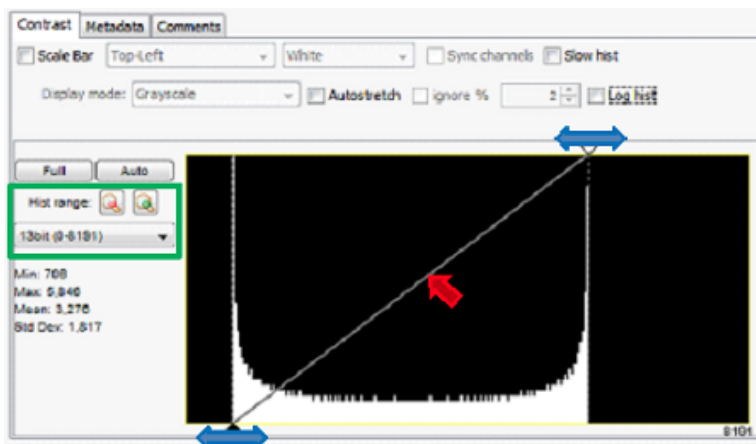 Contrast Metadata Comments
Scale Bar Top-Left White Sync channels Slow hist
Display mode: Grayscale Autostretch ignore % 2 Log hist
Full Auto
Hist range:
13bit (0-8191)
Min: 708
Max: 5,846
Mean: 3,276
Std Dev: 1,817
8191